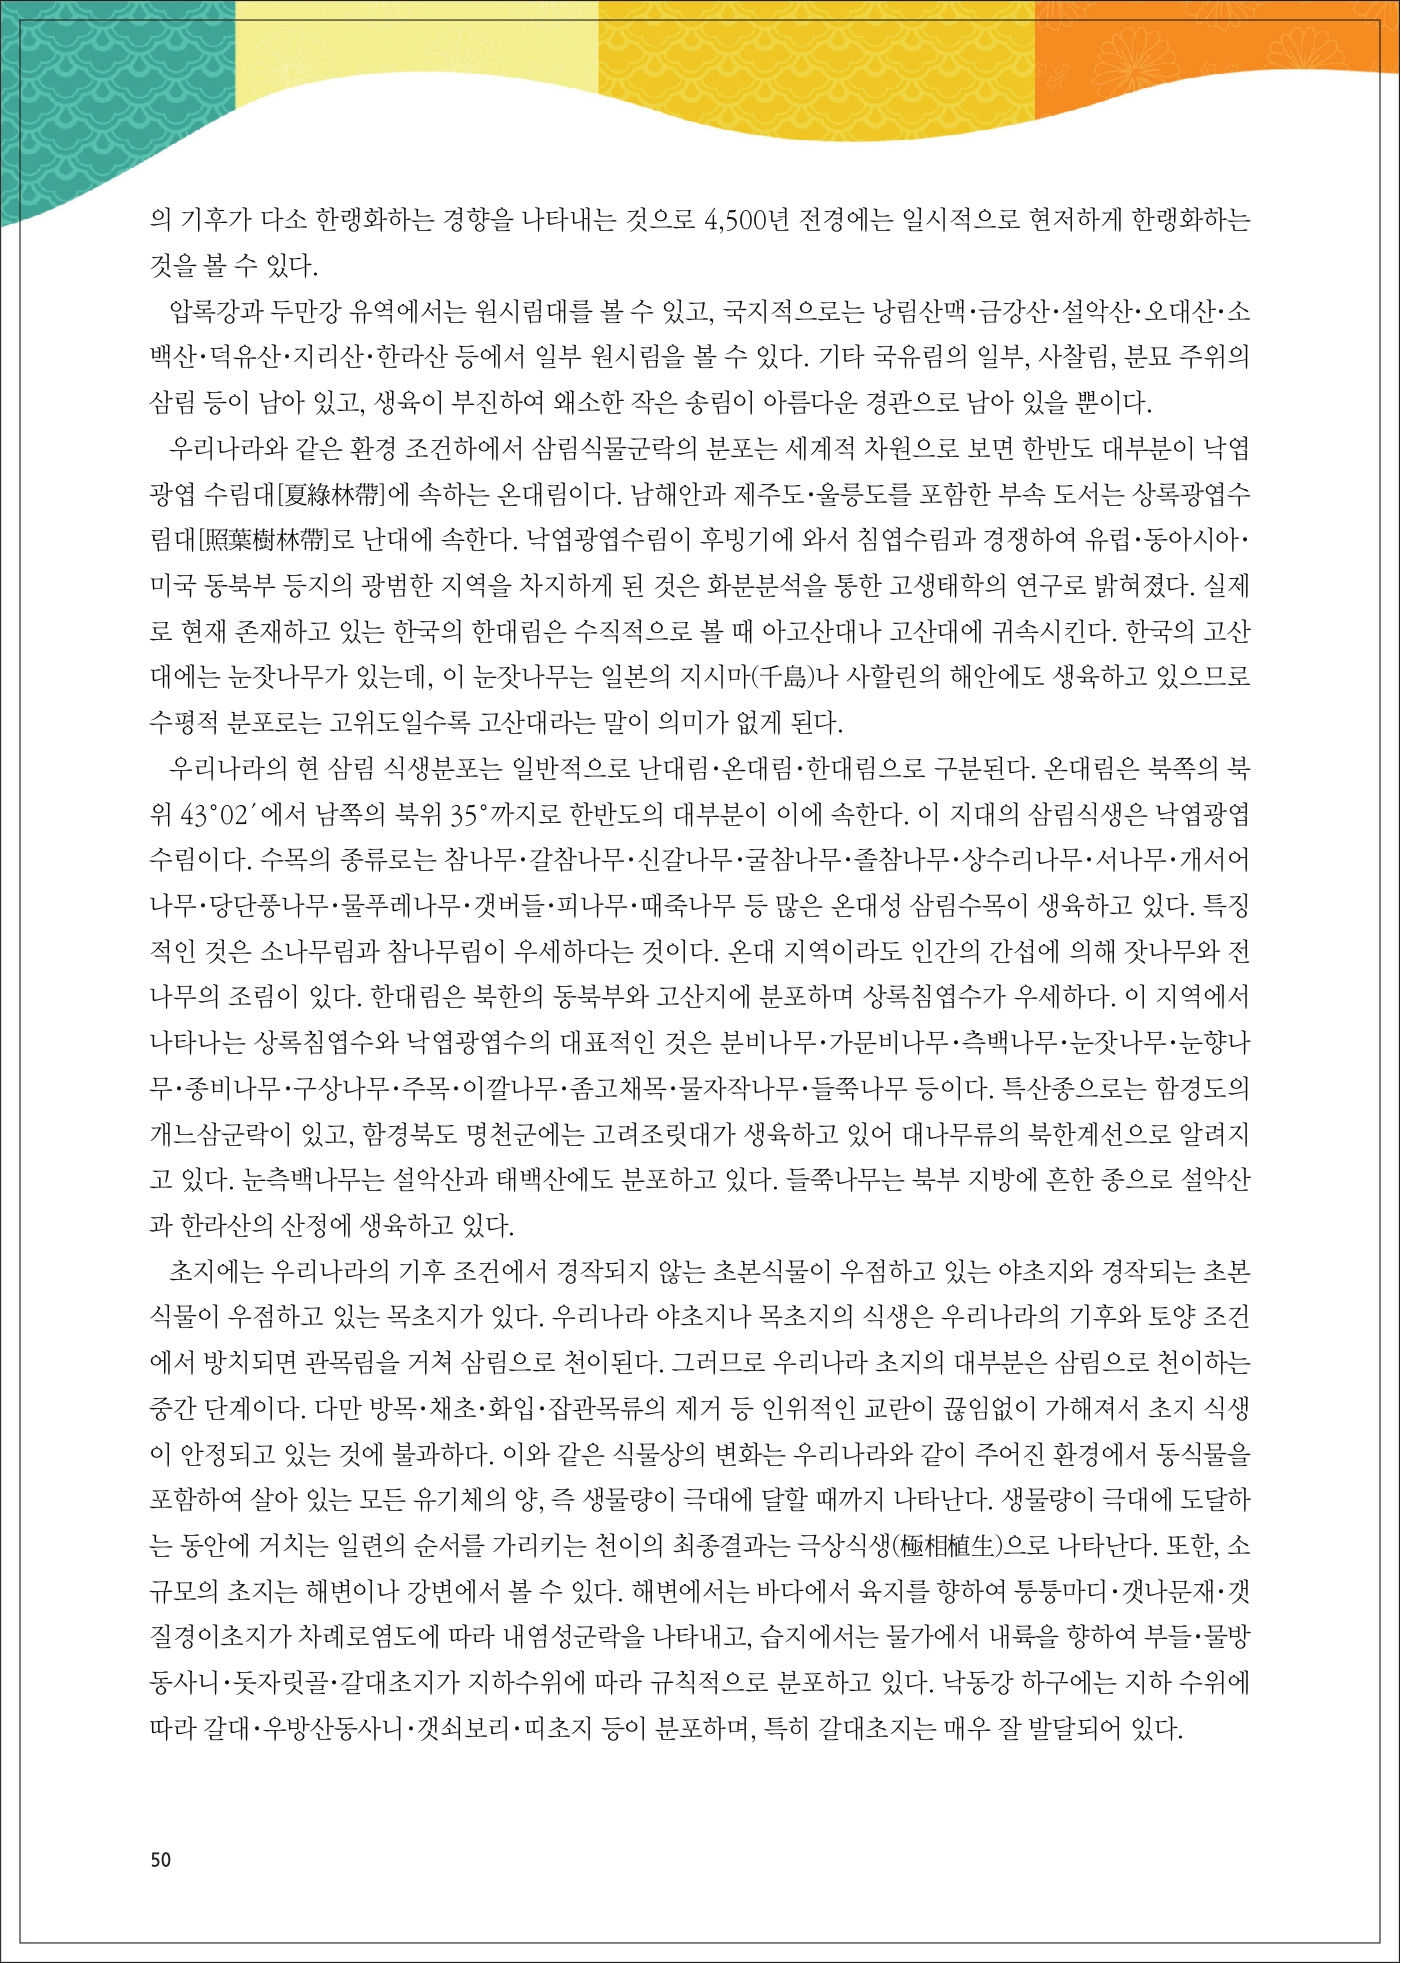 의 기후가 다소 한랭화하는 경향을 나타내는 것으로 4,500년 전경에는 일시적으로 현저하게 한랭화하는
것을 볼 수 있다.
압록강과 두만강 유역에서는 원시림대를 볼 수 있고, 국지적으로는 낭림산맥·금강산·설악산·오대산·소
백산·덕유산·지리산·한라산 등에서 일부 원시림을 볼 수 있다. 기타 국유림의 일부, 사찰림, 분묘 주위의
삼림 등이 남아 있고, 생육이 부진하여 왜소한 작은 송림이 아름다운 경관으로 남아 있을 뿐이다.
우리나라와 같은 환경 조건하에서 삼림식물군락의 분포는 세계적 차원으로 보면 한반도 대부분이 낙엽
광엽 수림대[夏綠林帶]에 속하는 온대림이다. 남해안과 제주도·울릉도를 포함한 부속 도서는 상록광엽수
림대[照葉樹林帶]로 난대에 속한다. 낙엽광엽수림이 후빙기에 와서 침엽수림과 경쟁하여 유럽·동아시아·
미국 동북부 등지의 광범한 지역을 차지하게 된 것은 화분분석을 통한 고생태학의 연구로 밝혀졌다. 실제
로 현재 존재하고 있는 한국의 한대림은 수직적으로 볼 때 아고산대나 고산대에 귀속시킨다. 한국의 고산
대에는 눈잣나무가 있는데, 이 눈잣나무는 일본의 지시마(千島)나 사할린의 해안에도 생육하고 있으므로
수평적 분포로는 고위도일수록 고산대라는 말이 의미가 없게 된다.
우리나라의 현 삼림 식생분포는 일반적으로 난대림·온대림·한대림으로 구분된다. 온대림은 북쪽의 북
위 43°02′에서 남쪽의 북위 35°까지로 한반도의 대부분이 이에 속한다. 이 지대의 삼림식생은 낙엽광엽
수림이다. 수목의 종류로는 참나무·갈참나무·신갈나무·굴참나무·졸참나무·상수리나무·서나무·개서어
나무·당단풍나무·물푸레나무·갯버들·피나무·때죽나무 등 많은 온대성 삼림수목이 생육하고 있다. 특징
적인 것은 소나무림과 참나무림이 우세하다는 것이다. 온대 지역이라도 인간의 간섭에 의해 잣나무와 전
나무의 조림이 있다. 한대림은 북한의 동북부와 고산지에 분포하며 상록침엽수가 우세하다. 이 지역에서
나타나는 상록침엽수와 낙엽광엽수의 대표적인 것은 분비나무·가문비나무·측백나무·눈잣나무·눈향나
무·종비나무·구상나무·주목·이깔나무·좀고채목·물자작나무·들쭉나무 등이다. 특산종으로는 함경도의
개느삼군락이 있고, 함경북도 명천군에는 고려조릿대가 생육하고 있어 대나무류의 북한계선으로 알려지
고 있다. 눈측백나무는 설악산과 태백산에도 분포하고 있다. 들쭉나무는 북부 지방에 흔한 종으로 설악산
과 한라산의 산정에 생육하고 있다.
초지에는 우리나라의 기후 조건에서 경작되지 않는 초본식물이 우점하고 있는 야초지와 경작되는 초본
식물이 우점하고 있는 목초지가 있다. 우리나라 야초지나 목초지의 식생은 우리나라의 기후와 토양 조건
에서 방치되면 관목림을 거쳐 삼림으로 천이된다. 그러므로 우리나라 초지의 대부분은 삼림으로 천이하는
중간 단계이다. 다만 방목·채초·화입·잡관목류의 제거 등 인위적인 교란이 끊임없이 가해져서 초지 식생
이 안정되고 있는 것에 불과하다. 이와 같은 식물상의 변화는 우리나라와 같이 주어진 환경에서 동식물을
포함하여 살아 있는 모든 유기체의 양, 즉 생물량이 극대에 달할 때까지 나타난다. 생물량이 극대에 도달하
는 동안에 거치는 일련의 순서를 가리키는 천이의 최종결과는 극상식생(極相植生)으로 나타난다. 또한, 소
규모의 초지는 해변이나 강변에서 볼 수 있다. 해변에서는 바다에서 육지를 향하여 퉁퉁마디·갯나문재·갯
질경이초지가 차례로염도에 따라 내염성군락을 나타내고, 습지에서는 물가에서 내륙을 향하여 부들·물방
동사니·돗자릿골·갈대초지가 지하수위에 따라 규칙적으로 분포하고 있다. 낙동강 하구에는 지하 수위에
따라 갈대·우방산동사니·갯쇠보리·띠초지 등이 분포하며, 특히 갈대초지는 매우 잘 발달되어 있다.
50